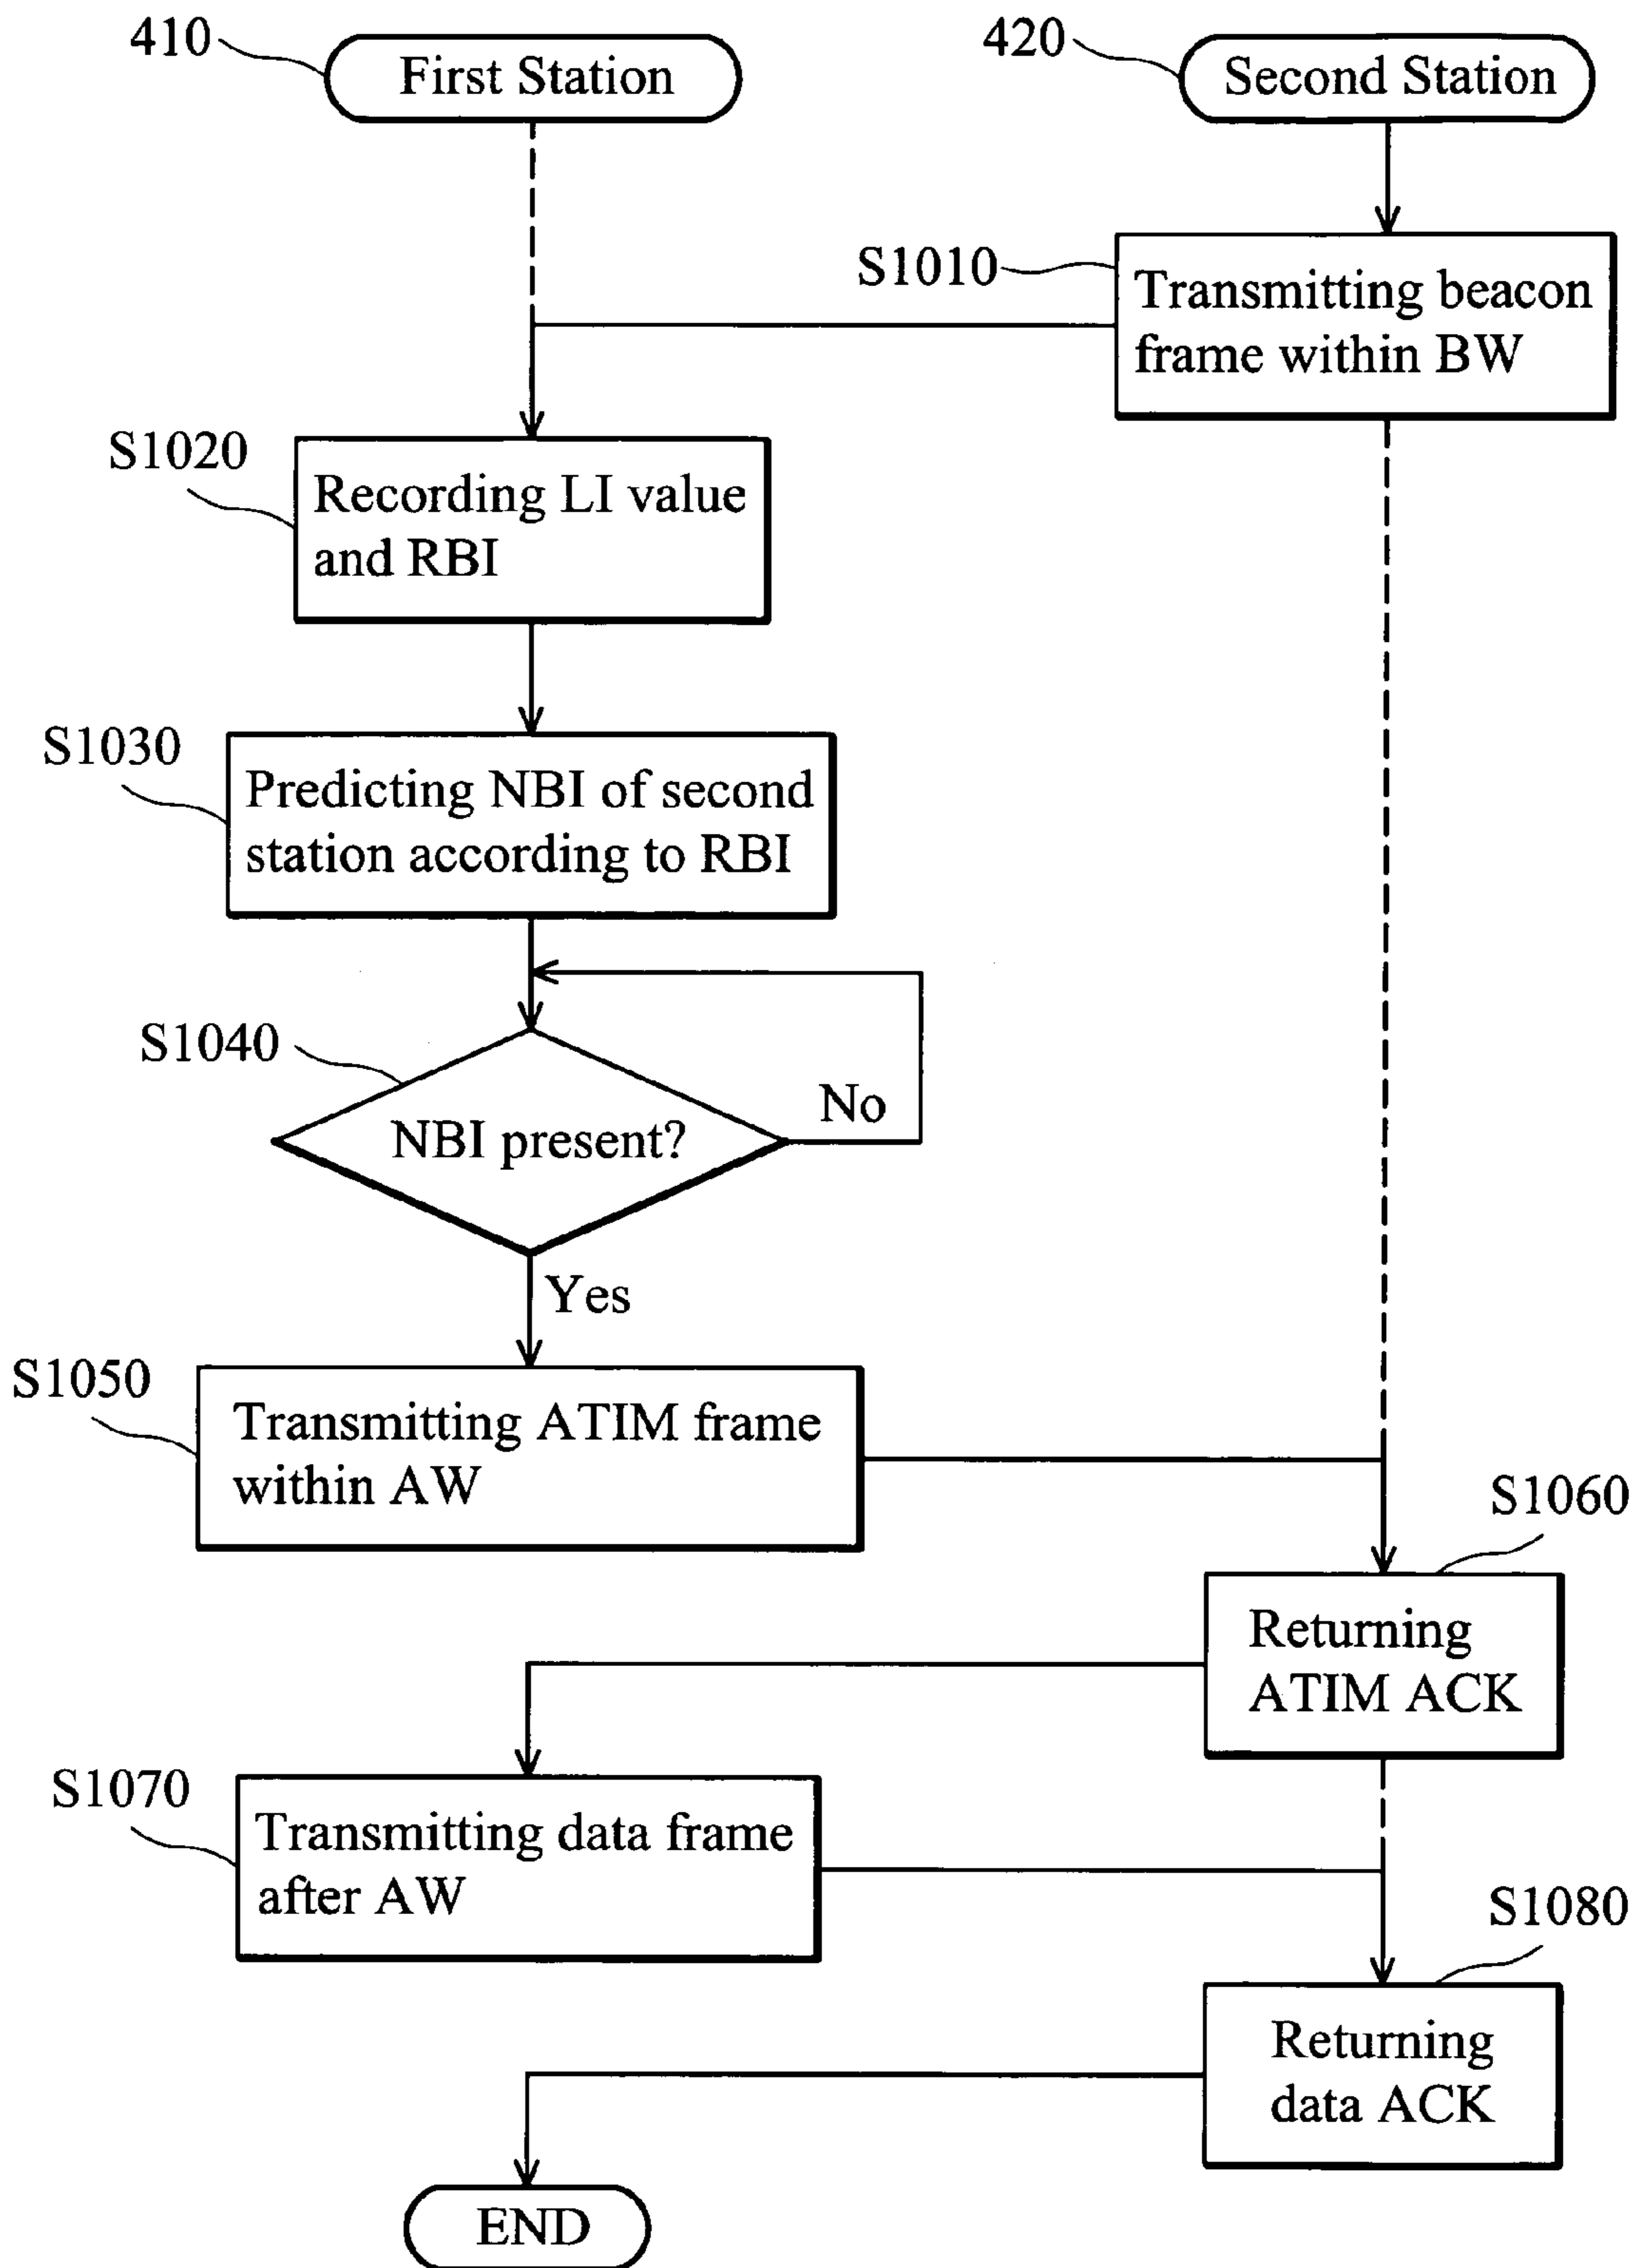 410
First Station
420
Second Station
S1010
Transmitting beacon
frame within BW
S1020
Recording LI value
and RBI
S1030
Predicting NBI of second
station according to RBI
S1040
NBI present?
No
Yes
S1050
Transmitting ATIM frame
within AW
S1060
Returning
ATIM ACK
S1070
Transmitting data frame
after AW
S1080
Returning
data ACK
END